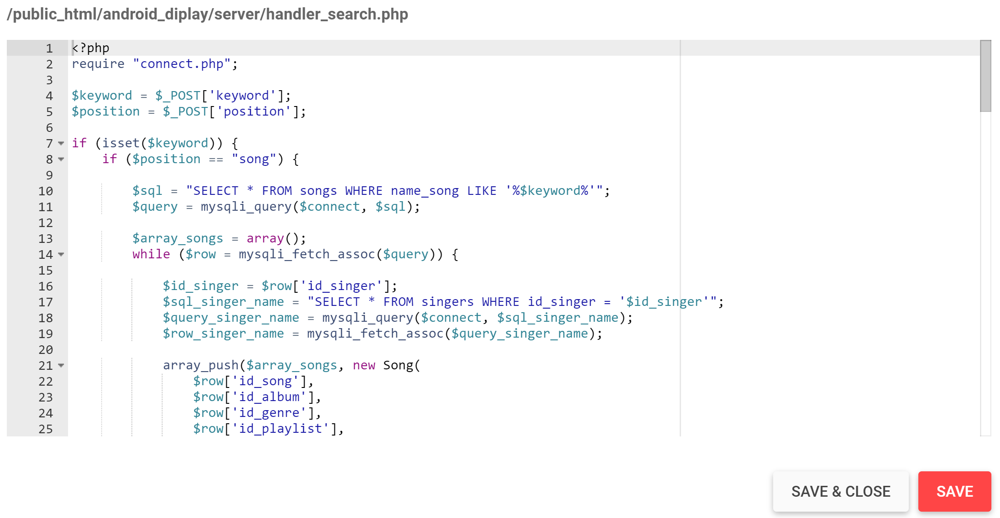 /public_html/android_diplay/server/handler_search.php
1 <?php
2 require "connect.php";
3
4 $keyword = $_POST['keyword'];
5 $position = $_POST['position'];
6
7 if (isset($keyword)) {
8     if ($position == "song") {
9
10         $sql = "SELECT * FROM songs WHERE name_song LIKE '%$keyword%'";
11         $query = mysqli_query($connect, $sql);
12
13         $array_songs = array();
14         while ($row = mysqli_fetch_assoc($query)) {
15
16             $id_singer = $row['id_singer'];
17             $sql_singer_name = "SELECT * FROM singers WHERE id_singer = '$id_singer'";
18             $query_singer_name = mysqli_query($connect, $sql_singer_name);
19             $row_singer_name = mysqli_fetch_assoc($query_singer_name);
20
21             array_push($array_songs, new Song(
22                 $row['id_song'],
23                 $row['id_album'],
24                 $row['id_genre'],
25                 $row['id_playlist'],
SAVE & CLOSE
SAVE